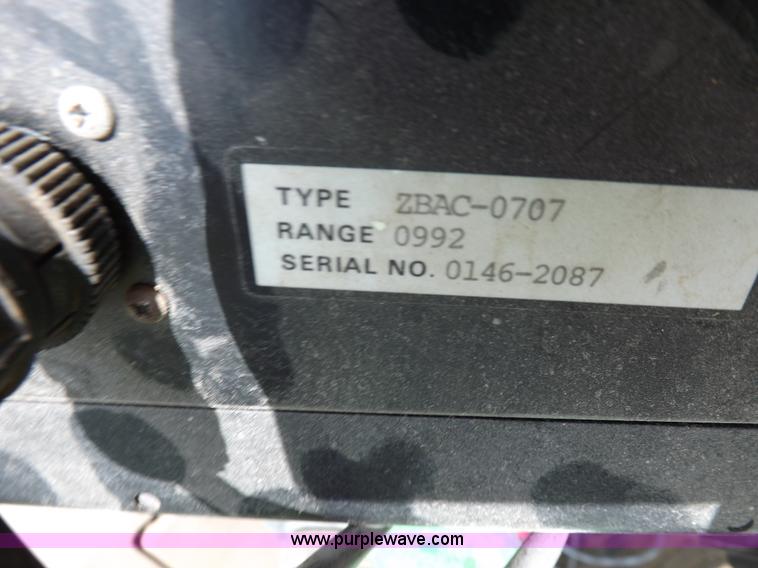 TYPE ZBAC-0707
RANGE 0992
SERIAL NO. 0146-2087
www.purplewave.com